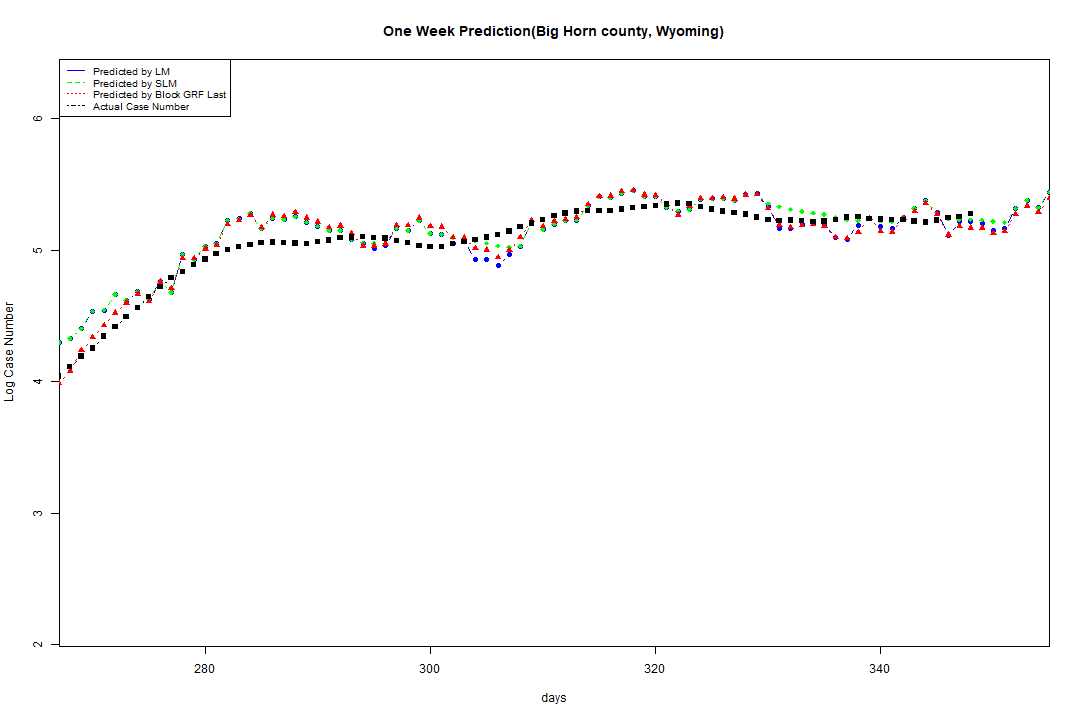 One Week Prediction(Big Horn county, Wyoming)
Predicted by LM
Predicted by SLM
Predicted by Block GRF Last
Actual Case Number
6
5
4
3
2
Log Case Number
280 300 320 340
days